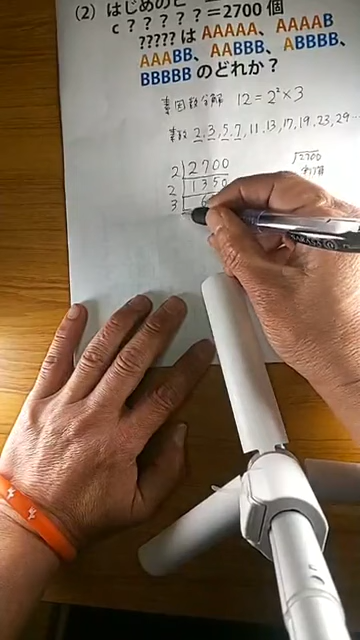 (2) はじめのビ
c ? ? ? ? ? =2700 個
?????は AAAAA, AAAAB
AAABB, AABBB, ABBBB,
BBBBB のどれか?
素因数分解 12=2²×3
素数 2,3,5,7,11,13,17,19,23,29…
√2700
2 2700
2 1350
3 6